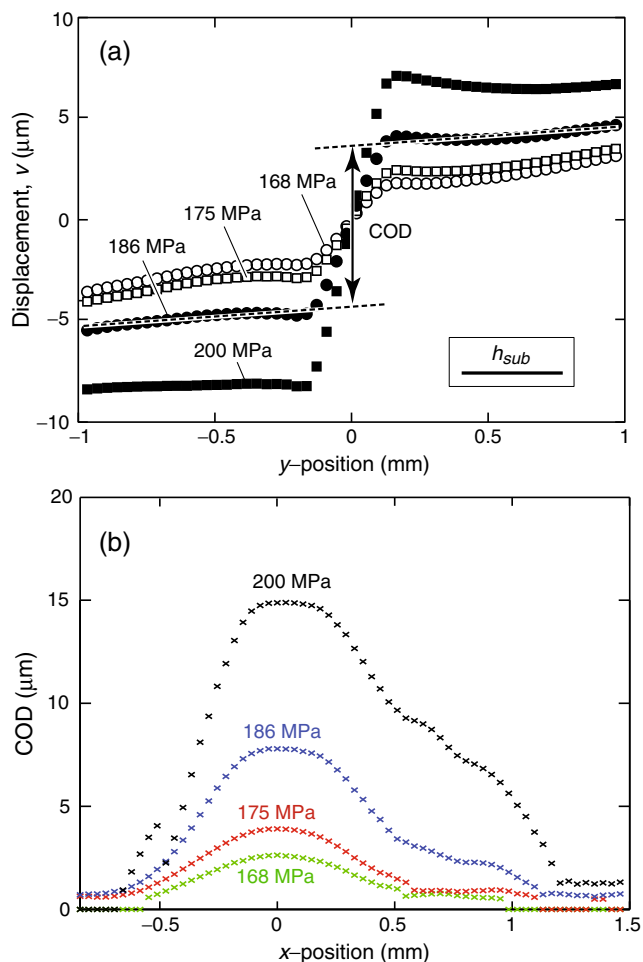 (a)
10
5
0
−5
−10
Displacement, v (μm)
168 MPa
175 MPa
186 MPa
200 MPa
COD
h_sub
−1
−0.5
0
0.5
1
y–position (mm)
(b)
20
15
10
5
0
COD (μm)
200 MPa
186 MPa
175 MPa
168 MPa
−0.5
0
0.5
1
1.5
x–position (mm)